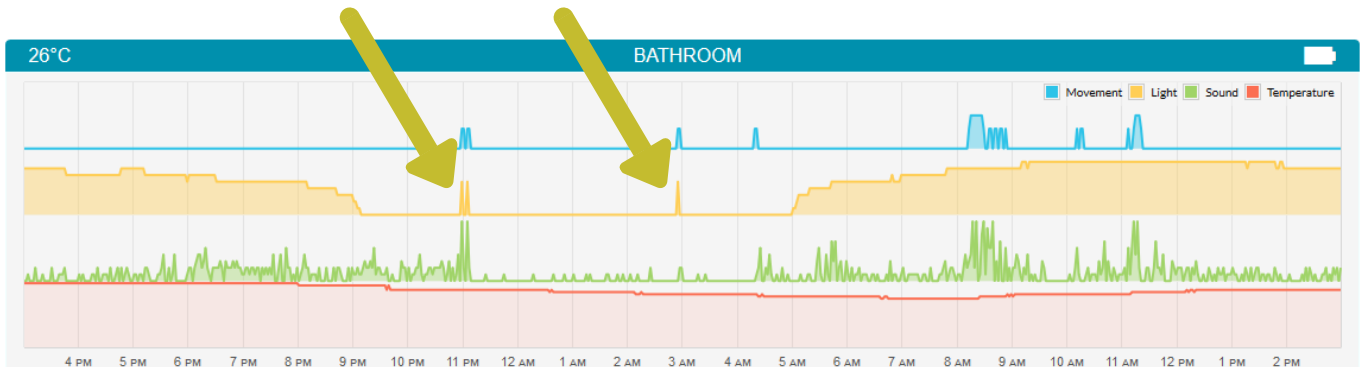 26°C BATHROOM
Movement Light Sound Temperature
4 PM 5 PM 6 PM 7 PM 8 PM 9 PM 10 PM 11 PM 12 AM 1 AM 2 AM 3 AM 4 AM 5 AM 6 AM 7 AM 8 AM 9 AM 10 AM 11 AM 12 PM 1 PM 2 PM